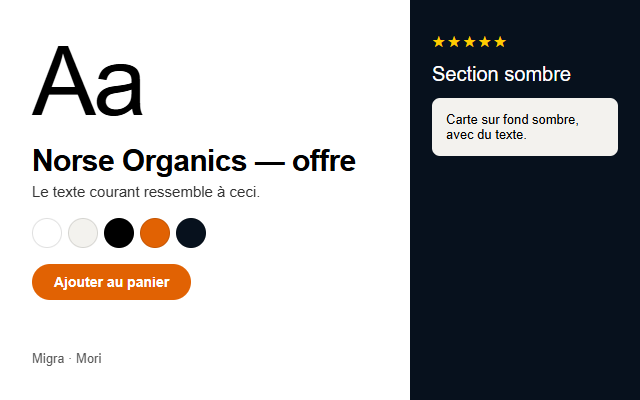 Aa
Norse Organics — offre
Le texte courant ressemble à ceci.
Ajouter au panier
Migra · Mori
★★★★★
Section sombre
Carte sur fond sombre,
avec du texte.